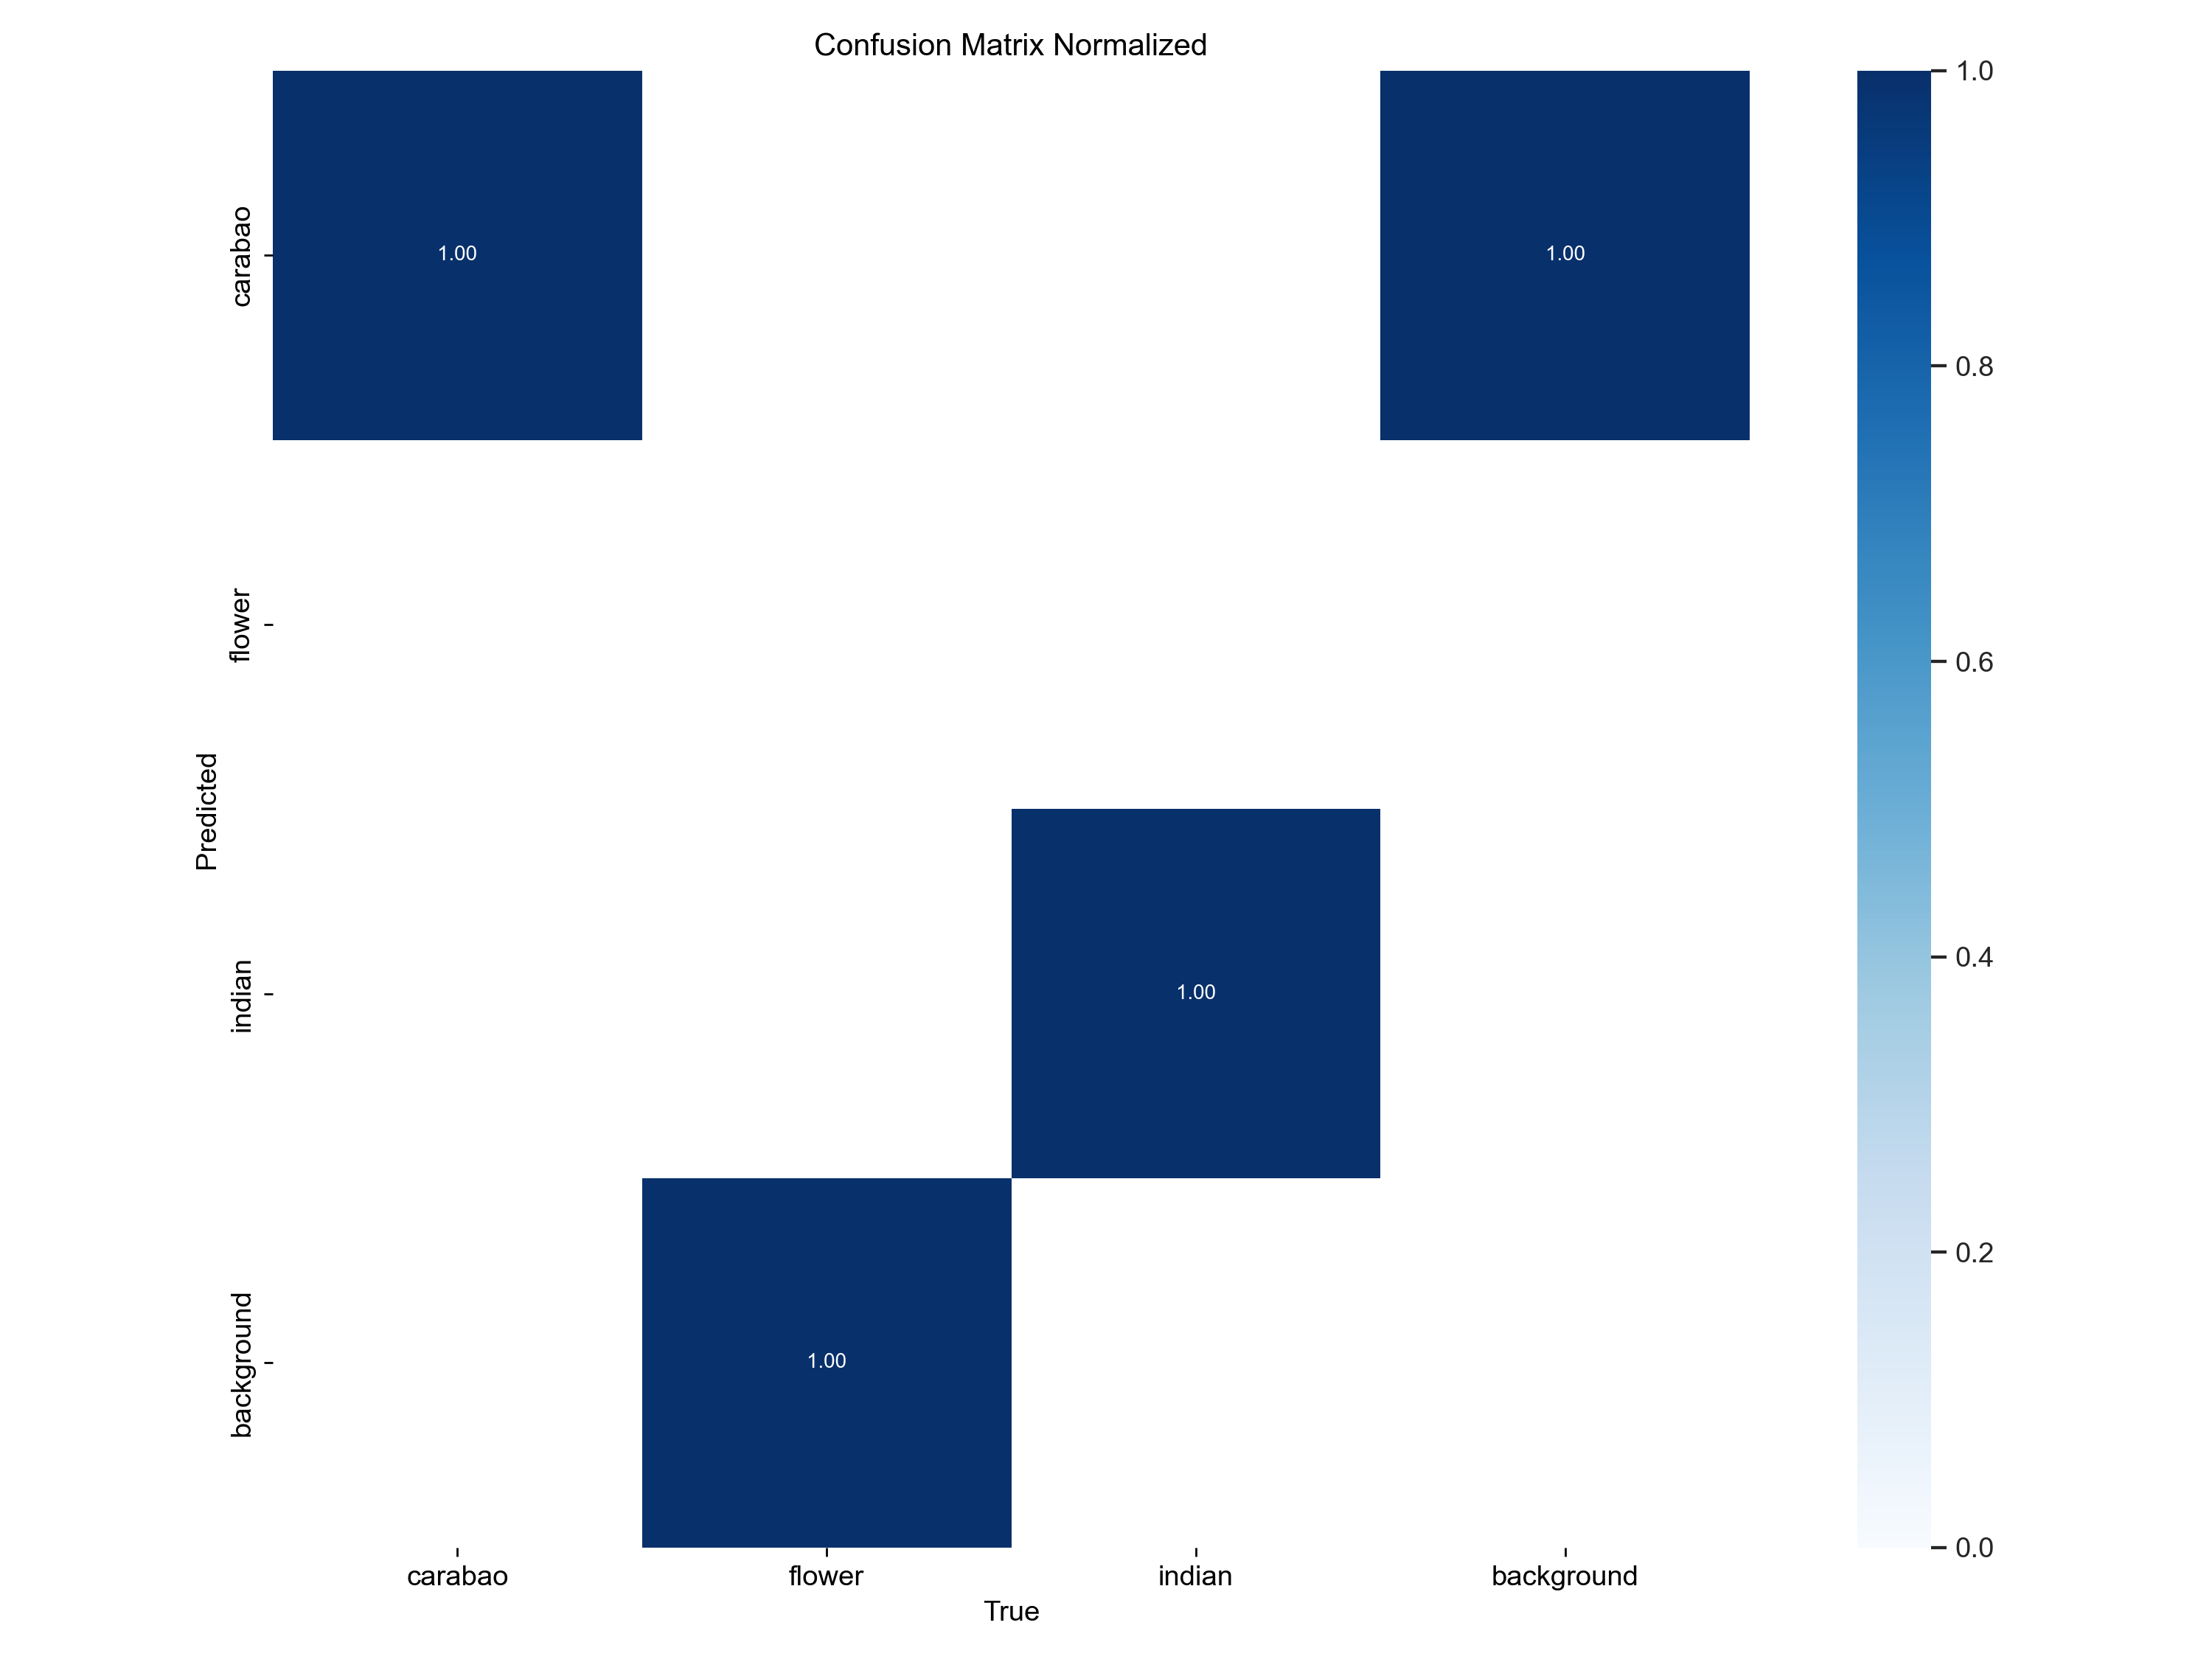 Confusion Matrix Normalized
carabao
flower
indian
background
Predicted
1.00
1.00
1.00
1.00
carabao
flower
indian
background
True
1.0
0.8
0.6
0.4
0.2
0.0